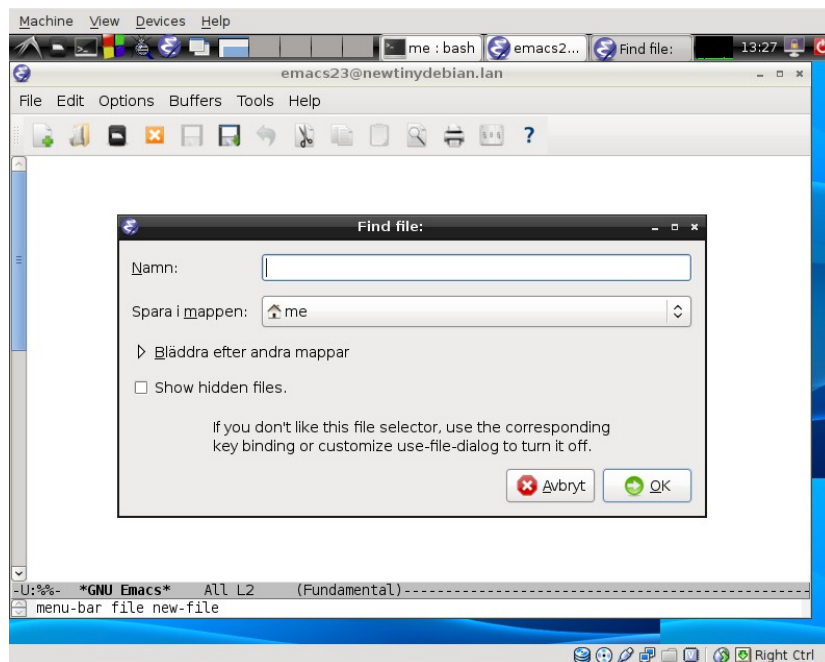 Machine View Devices Help
me : bash emacs2... Find file: 13:27
emacs23@newtinydebian.lan
File Edit Options Buffers Tools Help
?
Find file:
Namn:
Spara i mappen: me
Bläddra efter andra mappar
Show hidden files.
If you don't like this file selector, use the corresponding
key binding or customize use-file-dialog to turn it off.
Avbryt OK
-U:%%- *GNU Emacs* All L2 (Fundamental)------------------------------------------------
menu-bar file new-file
Right Ctrl